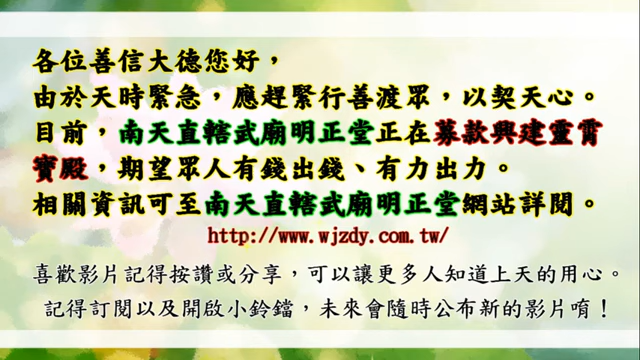 各位善信大德您好，
由於天時緊急，應趕緊行善渡眾，以契天心。
目前，南天直轄武廟明正堂正在募款興建靈霄
寶殿，期望眾人有錢出錢、有力出力。
相關資訊可至南天直轄武廟明正堂網站詳閱。
http://www.wjzdy.com.tw/
喜歡影片記得按讚或分享，可以讓更多人知道上天的用心。
記得訂閱以及開啟小鈴鐺，未來會隨時公布新的影片唷！